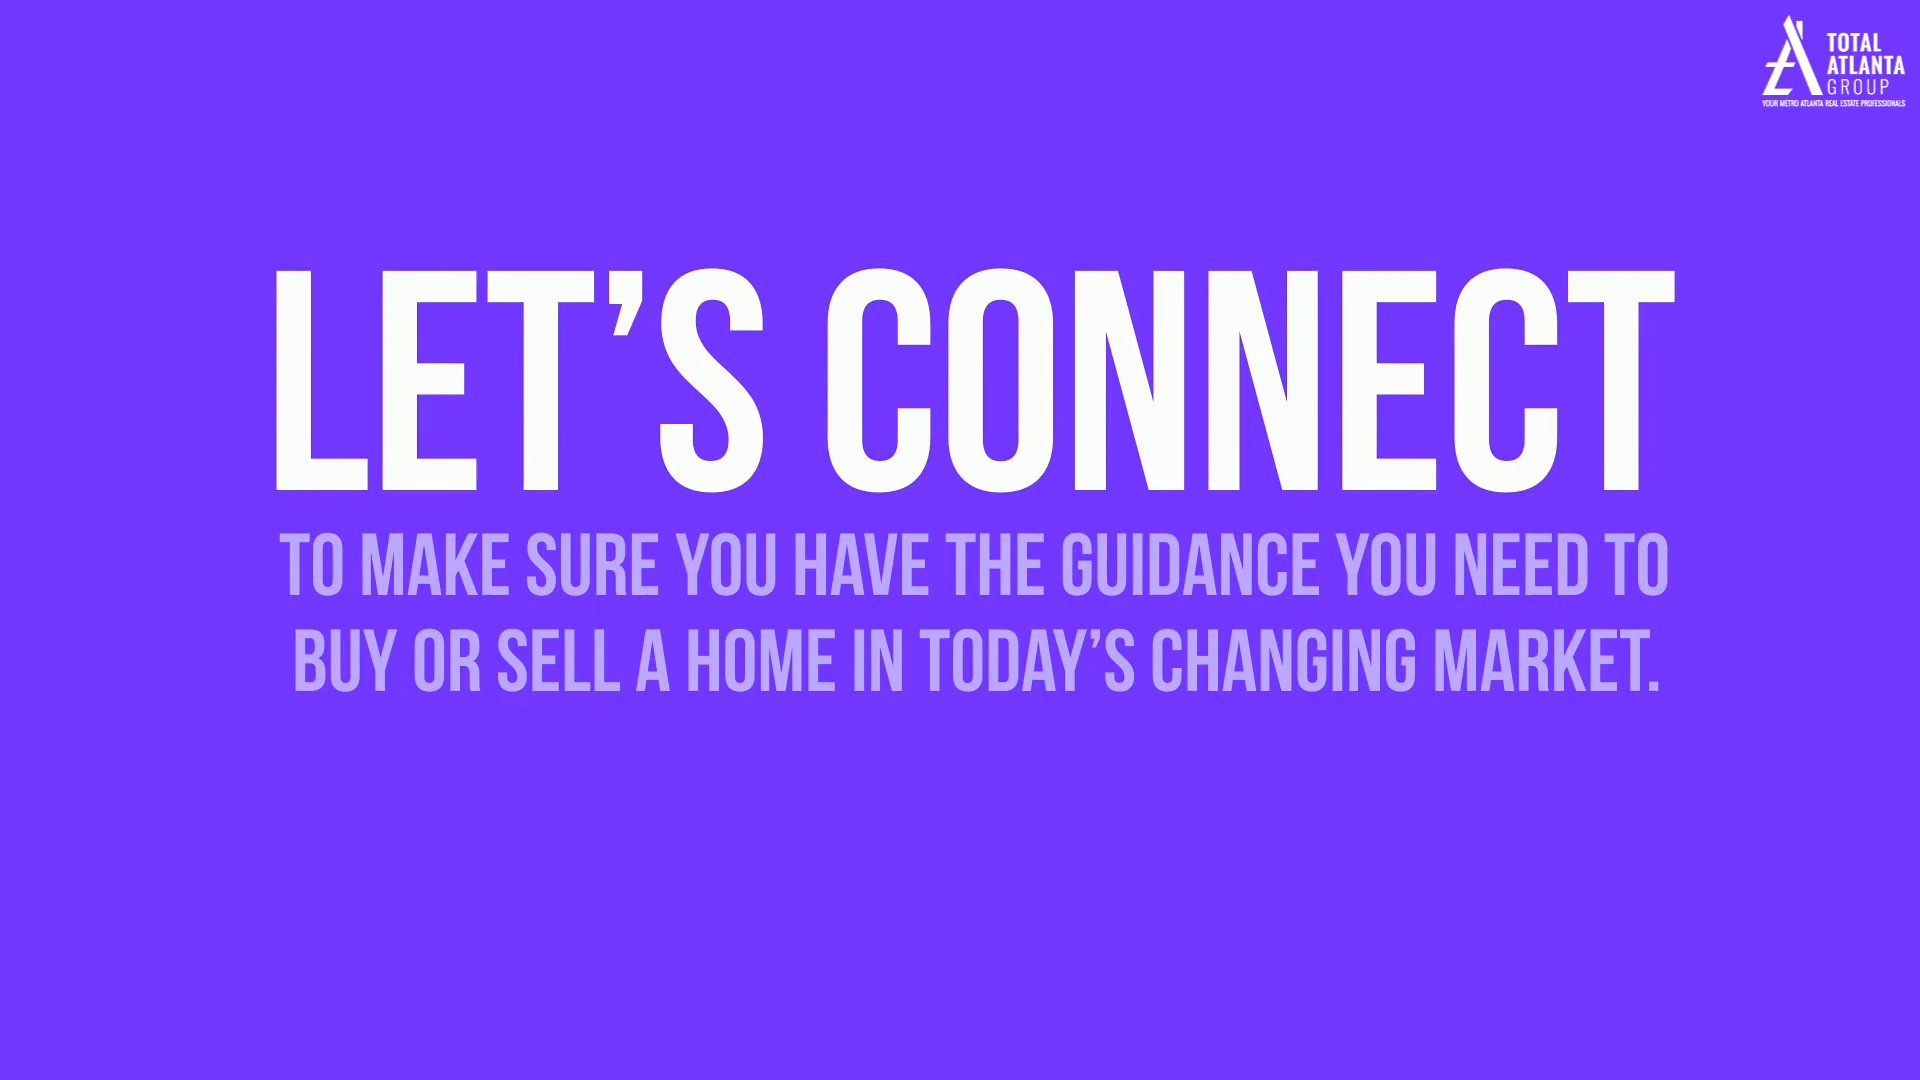 TOTAL
ATLANTA
GROUP
YOUR METRO ATLANTA REAL ESTATE PROFESSIONALS
LET’S CONNECT
TO MAKE SURE YOU HAVE THE GUIDANCE YOU NEED TO
BUY OR SELL A HOME IN TODAY’S CHANGING MARKET.